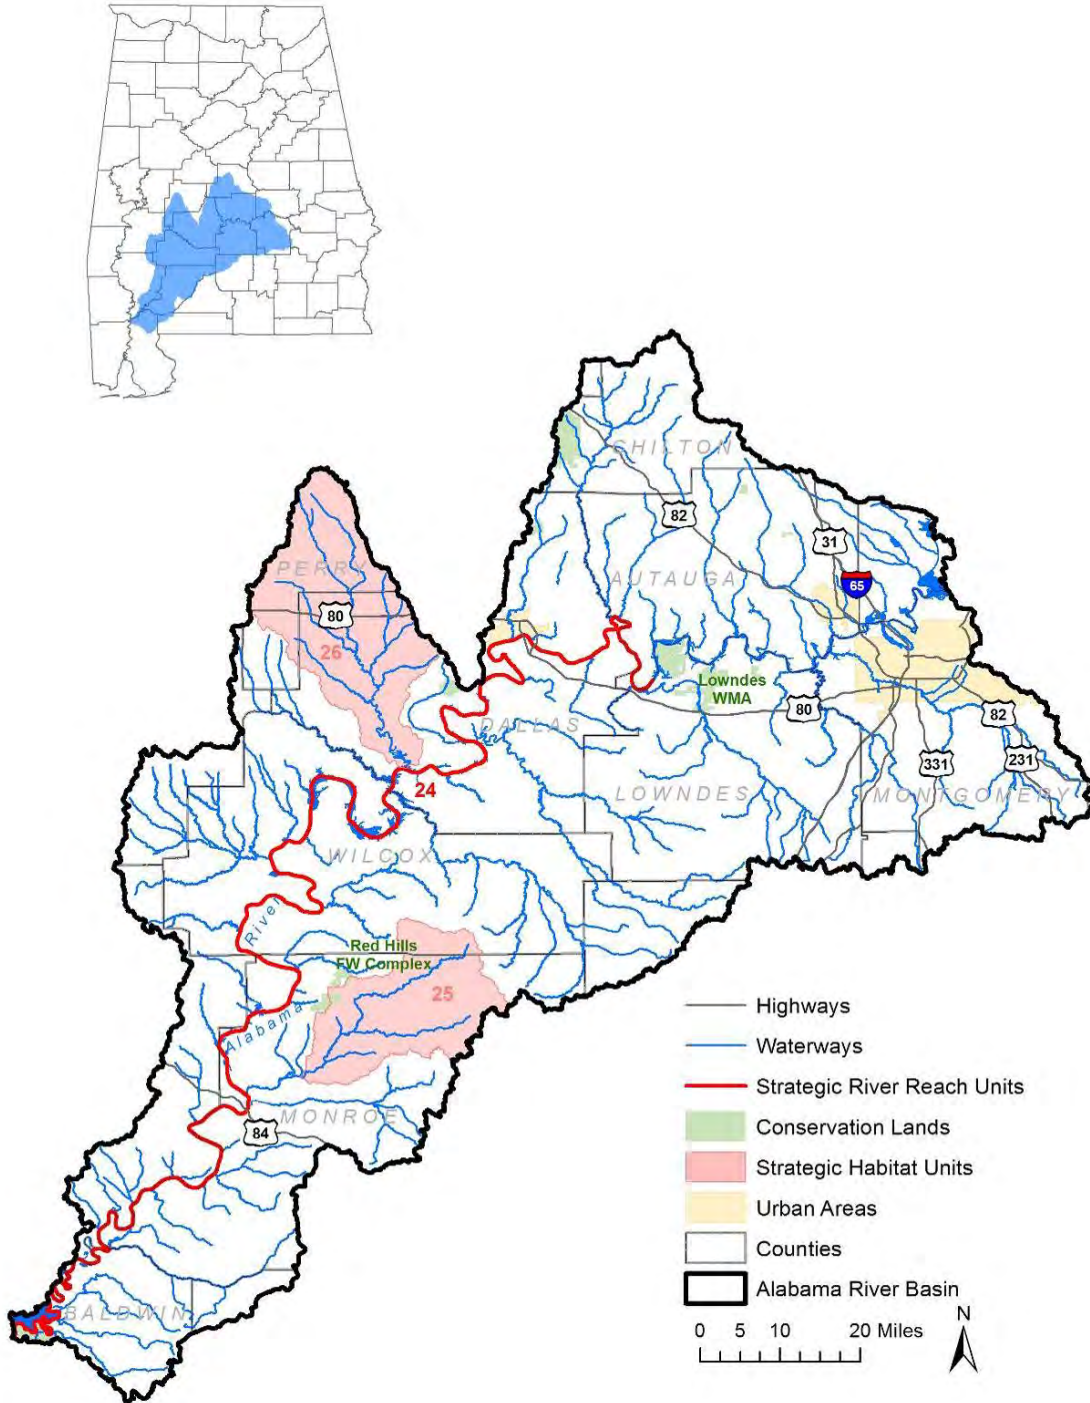 CHILTON
82
31
PERRY
AUTAUGA
65
80
26
Lowndes
WMA
80
DALLAS
82
331
231
24
LOWNDES
MONTGOMERY
WILCOX
River
Red Hills
FW Complex
25
Alabama
MONROE
84
BALDWIN
Highways
Waterways
Strategic River Reach Units
Conservation Lands
Strategic Habitat Units
Urban Areas
Counties
Alabama River Basin
N
0 5 10 20 Miles